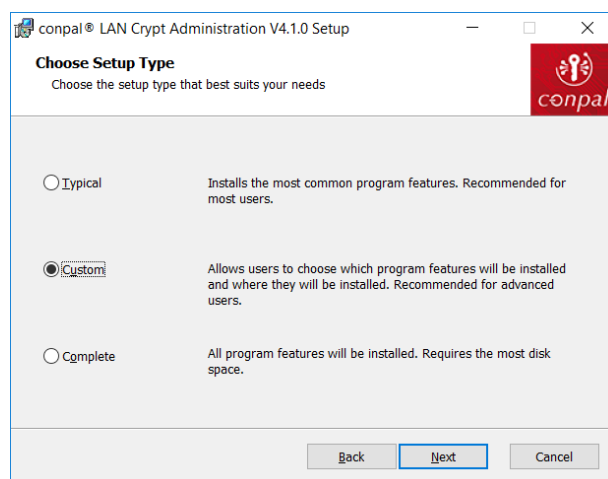 conpal® LAN Crypt Administration V4.1.0 Setup
Choose Setup Type
Choose the setup type that best suits your needs
conpal
Typical
Installs the most common program features. Recommended for
most users.
Custom
Allows users to choose which program features will be installed
and where they will be installed. Recommended for advanced
users.
Complete
All program features will be installed. Requires the most disk
space.
Back Next Cancel